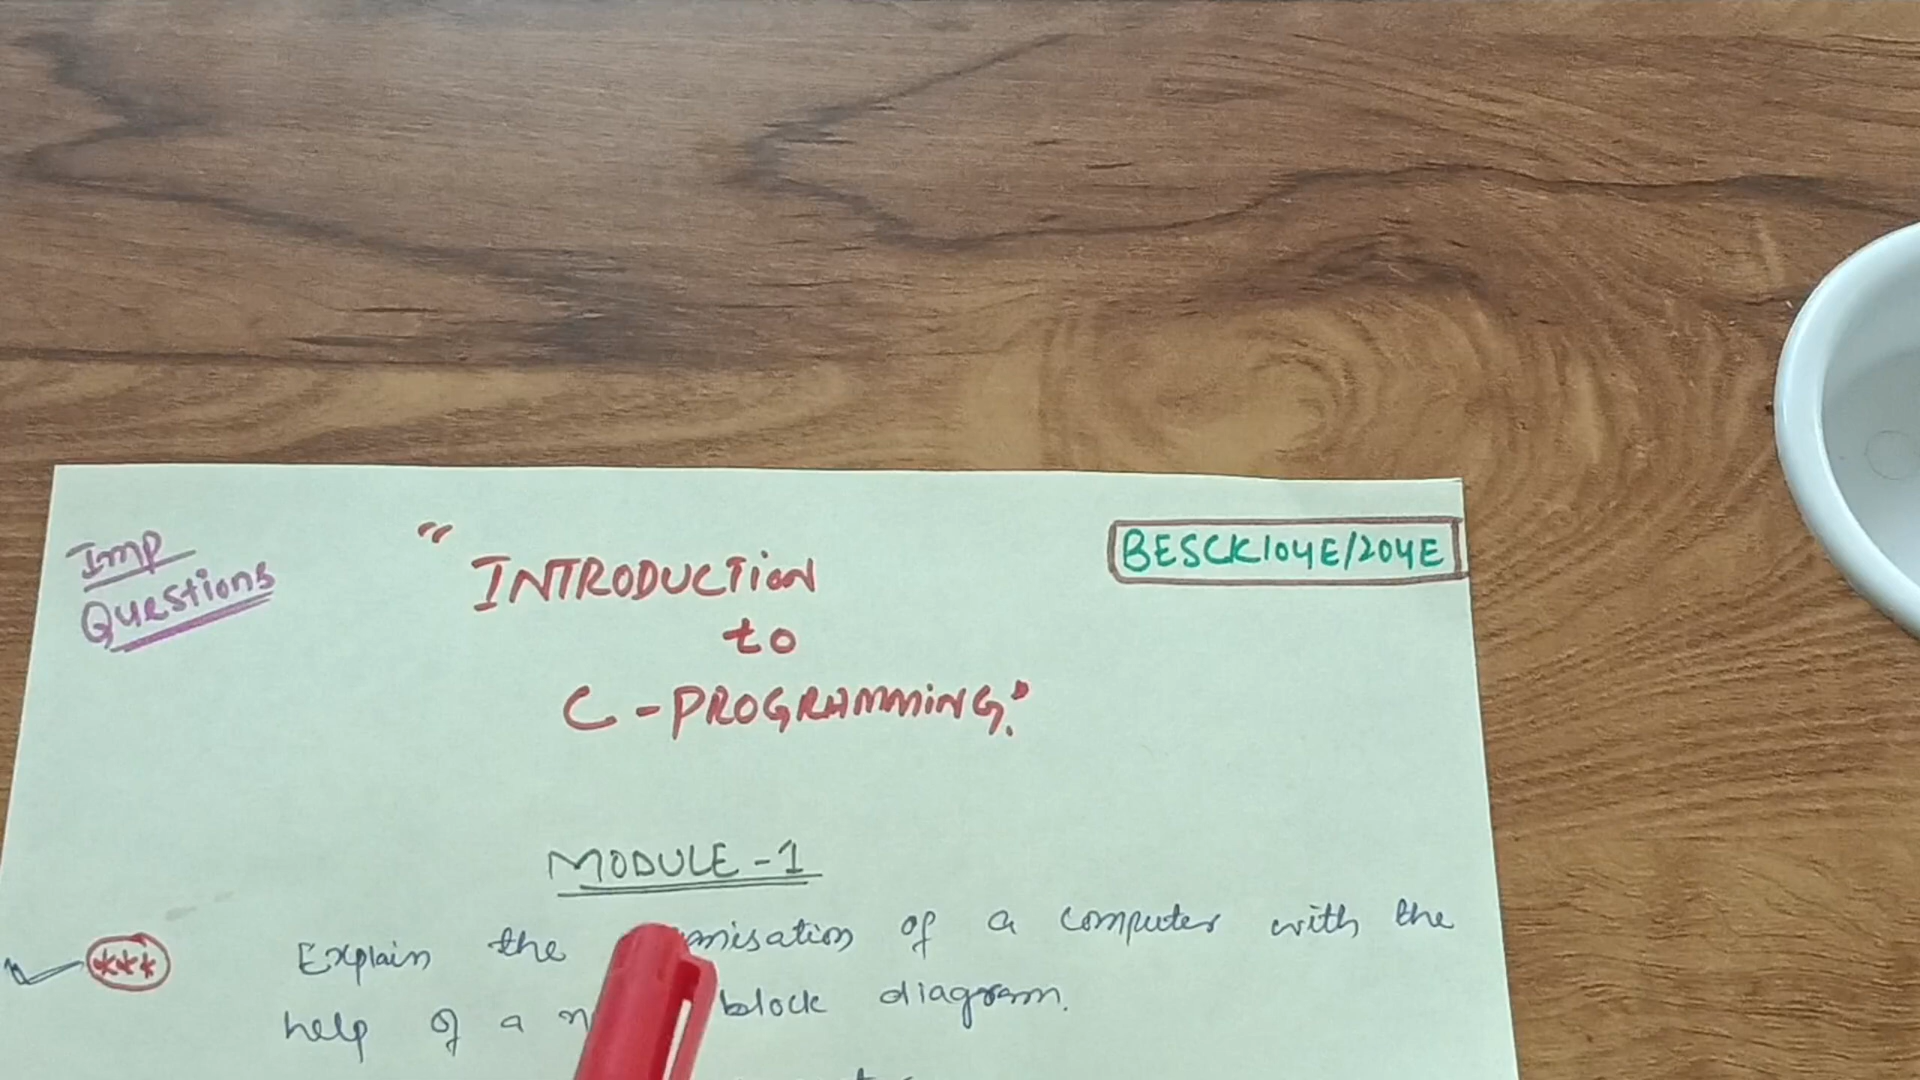 Imp
Questions
"INTRODUCTION
to
C-PROGRAMMING."
BESCK104E/204E
MODULE-1
*** Explain the of a computer with the
help of a block diagram.